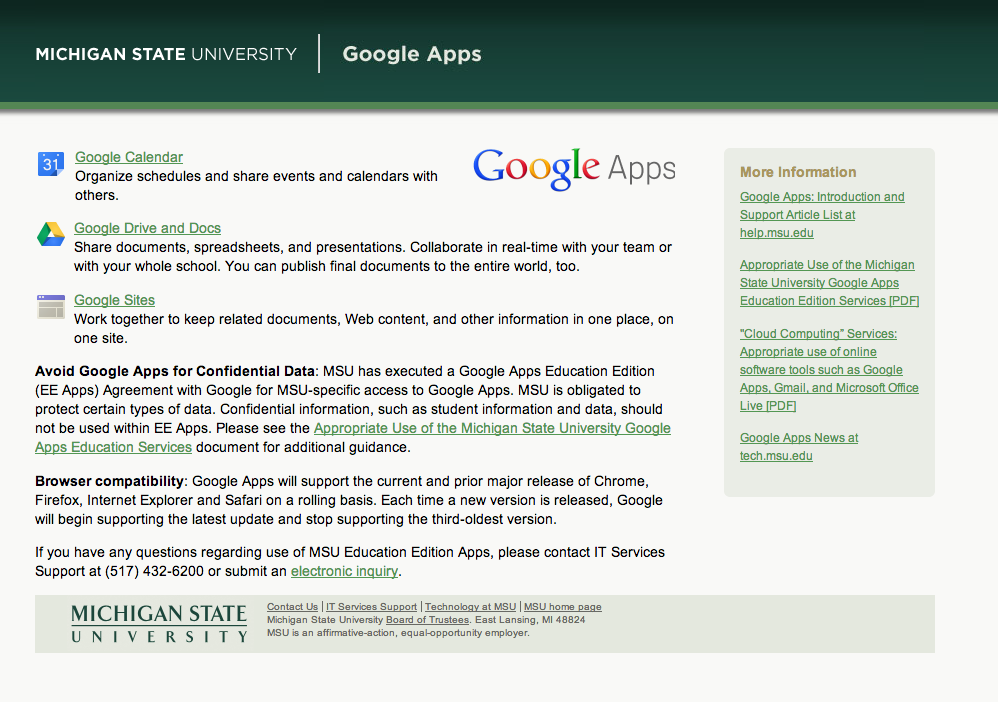 MICHIGAN STATE UNIVERSITY | Google Apps
31
Google Calendar
Organize schedules and share events and calendars with
others.
Google Apps
Google Drive and Docs
Share documents, spreadsheets, and presentations. Collaborate in real-time with your team or
with your whole school. You can publish final documents to the entire world, too.
Google Sites
Work together to keep related documents, Web content, and other information in one place, on
one site.
Avoid Google Apps for Confidential Data: MSU has executed a Google Apps Education Edition
(EE Apps) Agreement with Google for MSU-specific access to Google Apps. MSU is obligated to
protect certain types of data. Confidential information, such as student information and data, should
not be used within EE Apps. Please see the Appropriate Use of the Michigan State University Google
Apps Education Services document for additional guidance.
Browser compatibility: Google Apps will support the current and prior major release of Chrome,
Firefox, Internet Explorer and Safari on a rolling basis. Each time a new version is released, Google
will begin supporting the latest update and stop supporting the third-oldest version.
If you have any questions regarding use of MSU Education Edition Apps, please contact IT Services
Support at (517) 432-6200 or submit an electronic inquiry.
More Information
Google Apps: Introduction and
Support Article List at
help.msu.edu
Appropriate Use of the Michigan
State University Google Apps
Education Edition Services [PDF]
"Cloud Computing" Services:
Appropriate use of online
software tools such as Google
Apps, Gmail, and Microsoft Office
Live [PDF]
Google Apps News at
tech.msu.edu
MICHIGAN STATE
UNIVERSITY
Contact Us | IT Services Support | Technology at MSU | MSU home page
Michigan State University Board of Trustees. East Lansing, MI 48824
MSU is an affirmative-action, equal-opportunity employer.